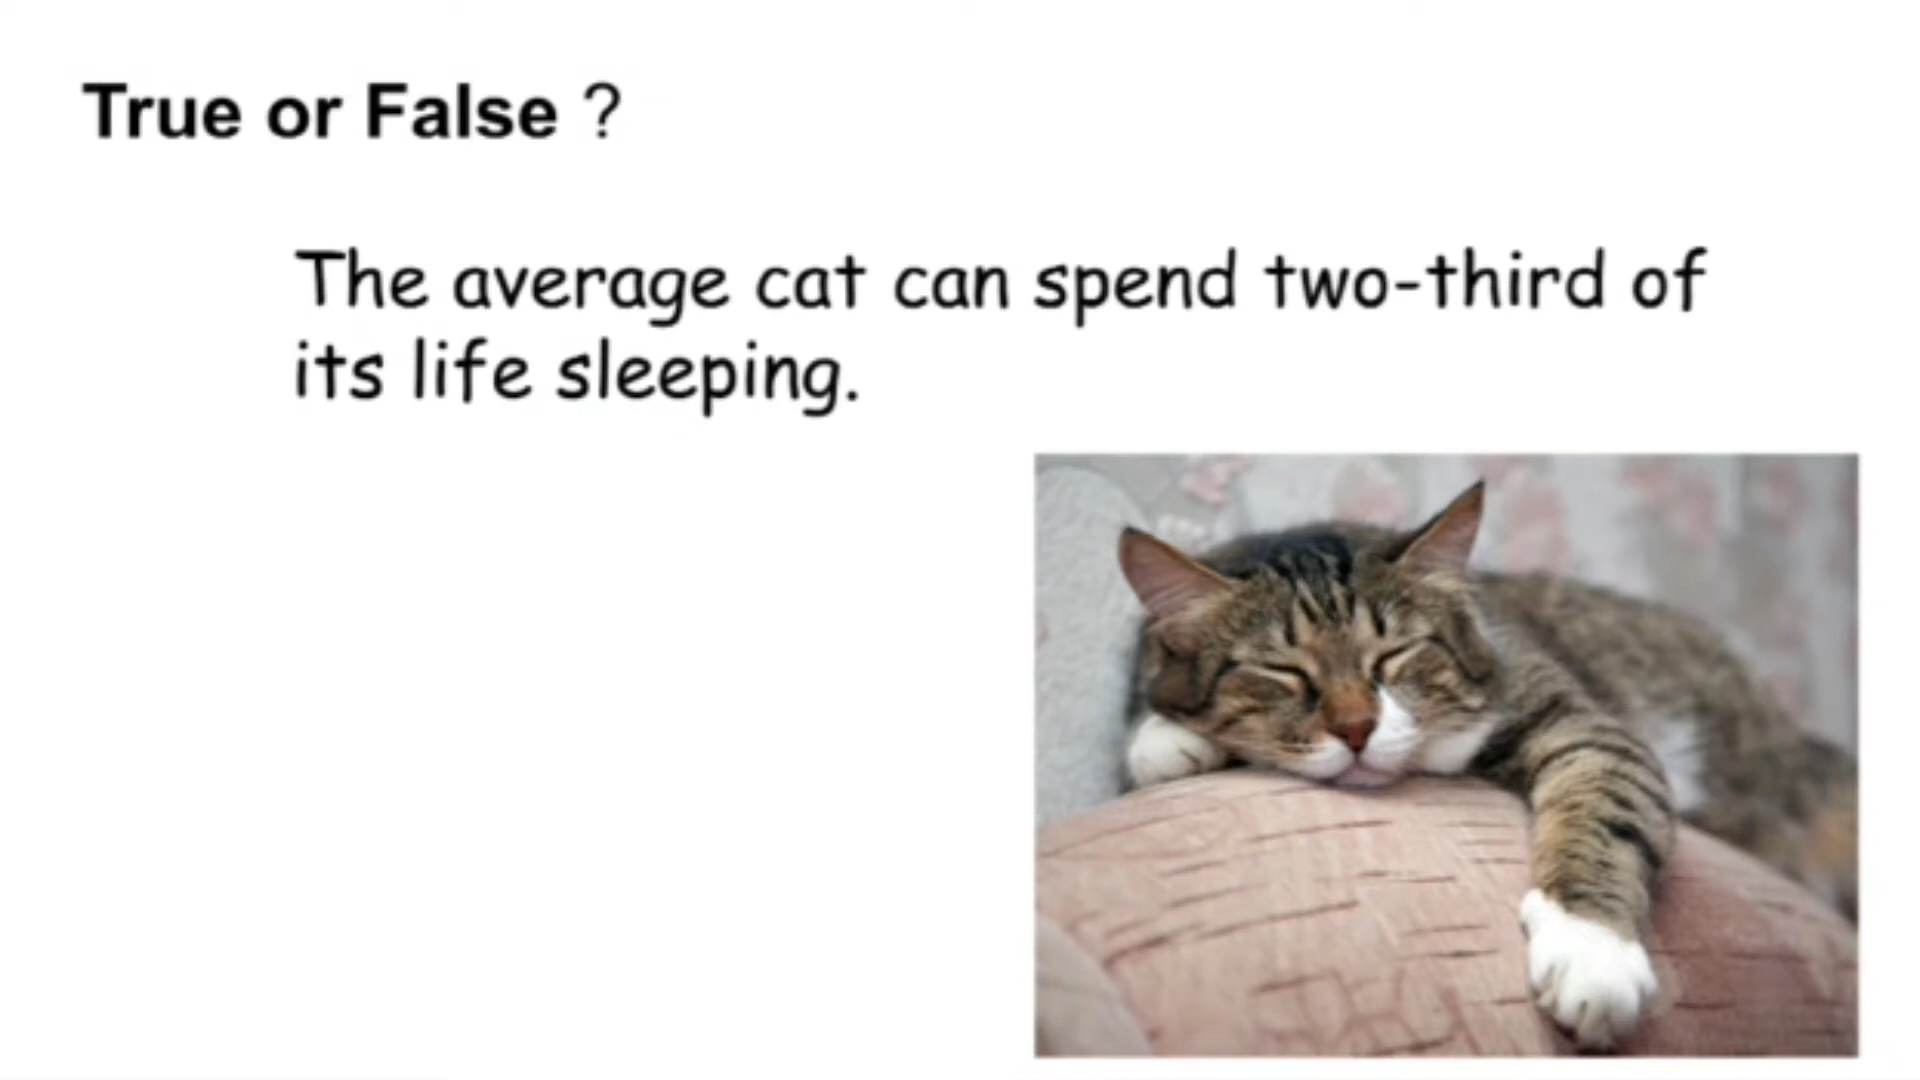 True or False ?
The average cat can spend two-third of
its life sleeping.